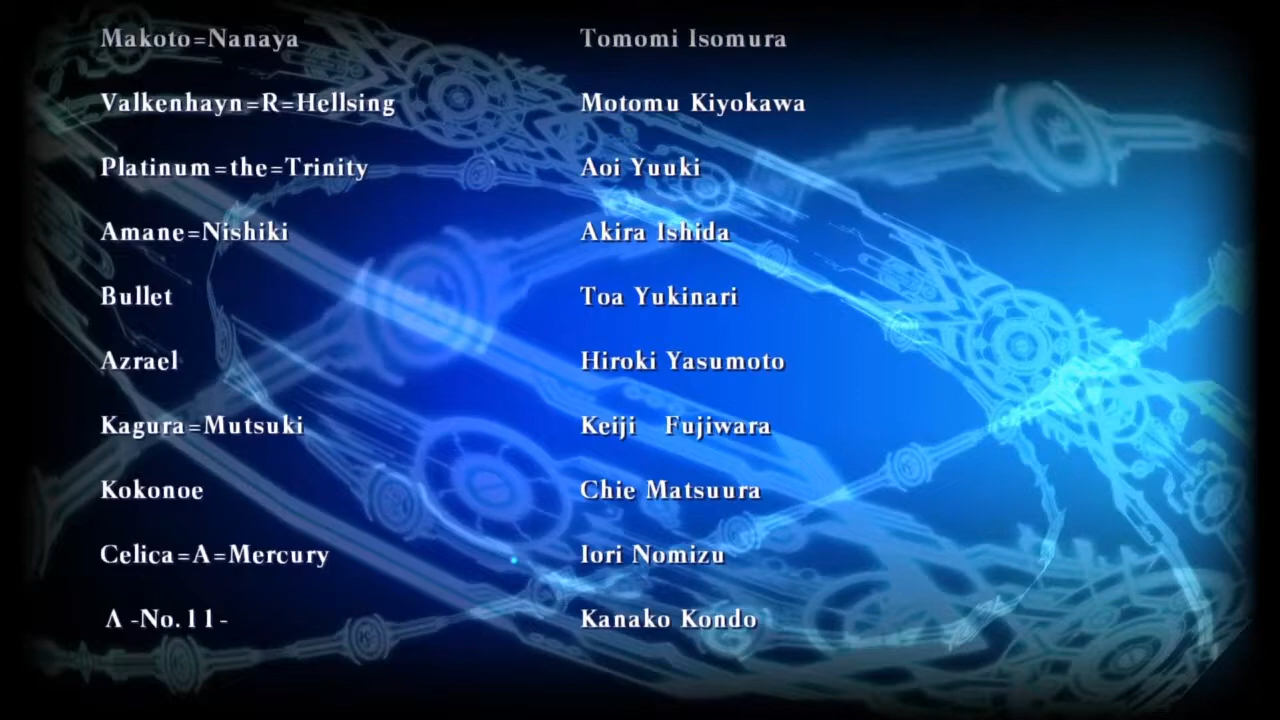 Makoto=Nanaya Tomomi Isomura
Valkenhayn=R=Hellsing Motomu Kiyokawa
Platinum=the=Trinity Aoi Yuuki
Amane=Nishiki Akira Ishida
Bullet Toa Yukinari
Azrael Hiroki Yasumoto
Kagura=Mutsuki Keiji Fujiwara
Kokonoe Chie Matsuura
Celica=A=Mercury Iori Nomizu
Λ -No.11- Kanako Kondo